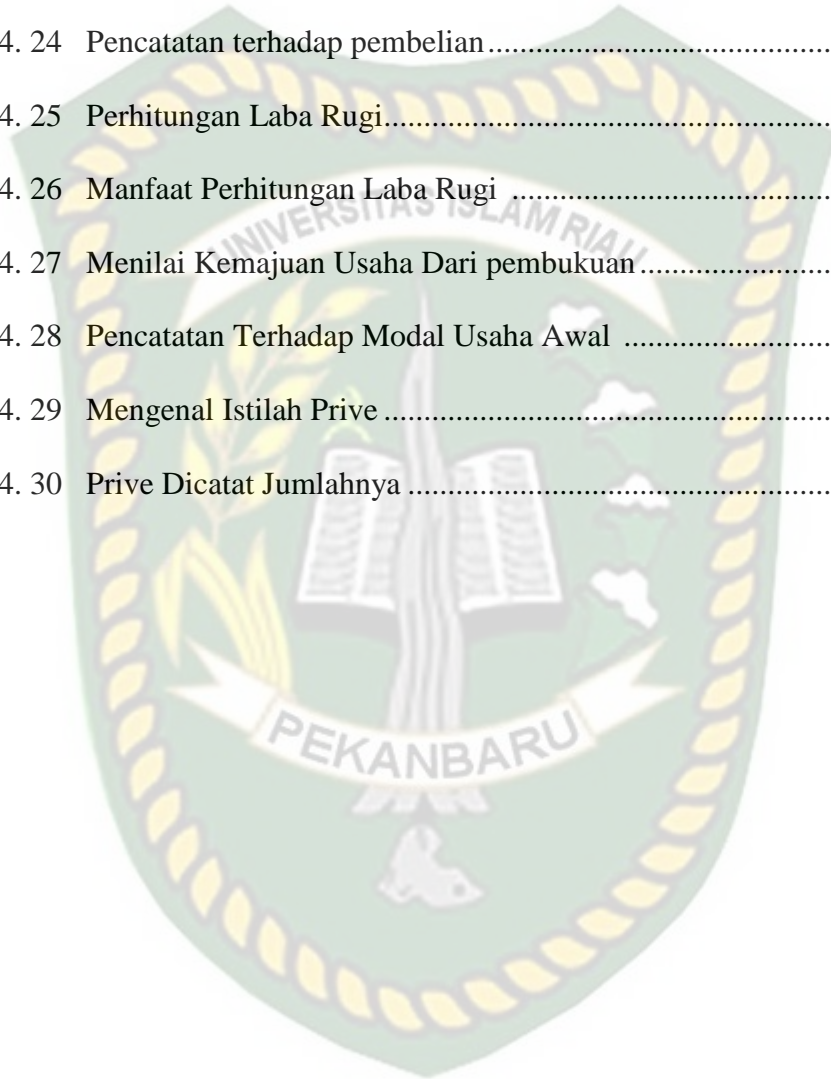 4. 24 Pencatatan terhadap pembelian........................................
4. 25 Perhitungan Laba Rugi.....................................................
4. 26 Manfaat Perhitungan Laba Rugi .....................................
UNIVERSITAS ISLAM RIAU
4. 27 Menilai Kemajuan Usaha Dari pembukuan....................
4. 28 Pencatatan Terhadap Modal Usaha Awal ........................
4. 29 Mengenal Istilah Prive.....................................................
4. 30 Prive Dicatat Jumlahnya..................................................
PEKANBARU